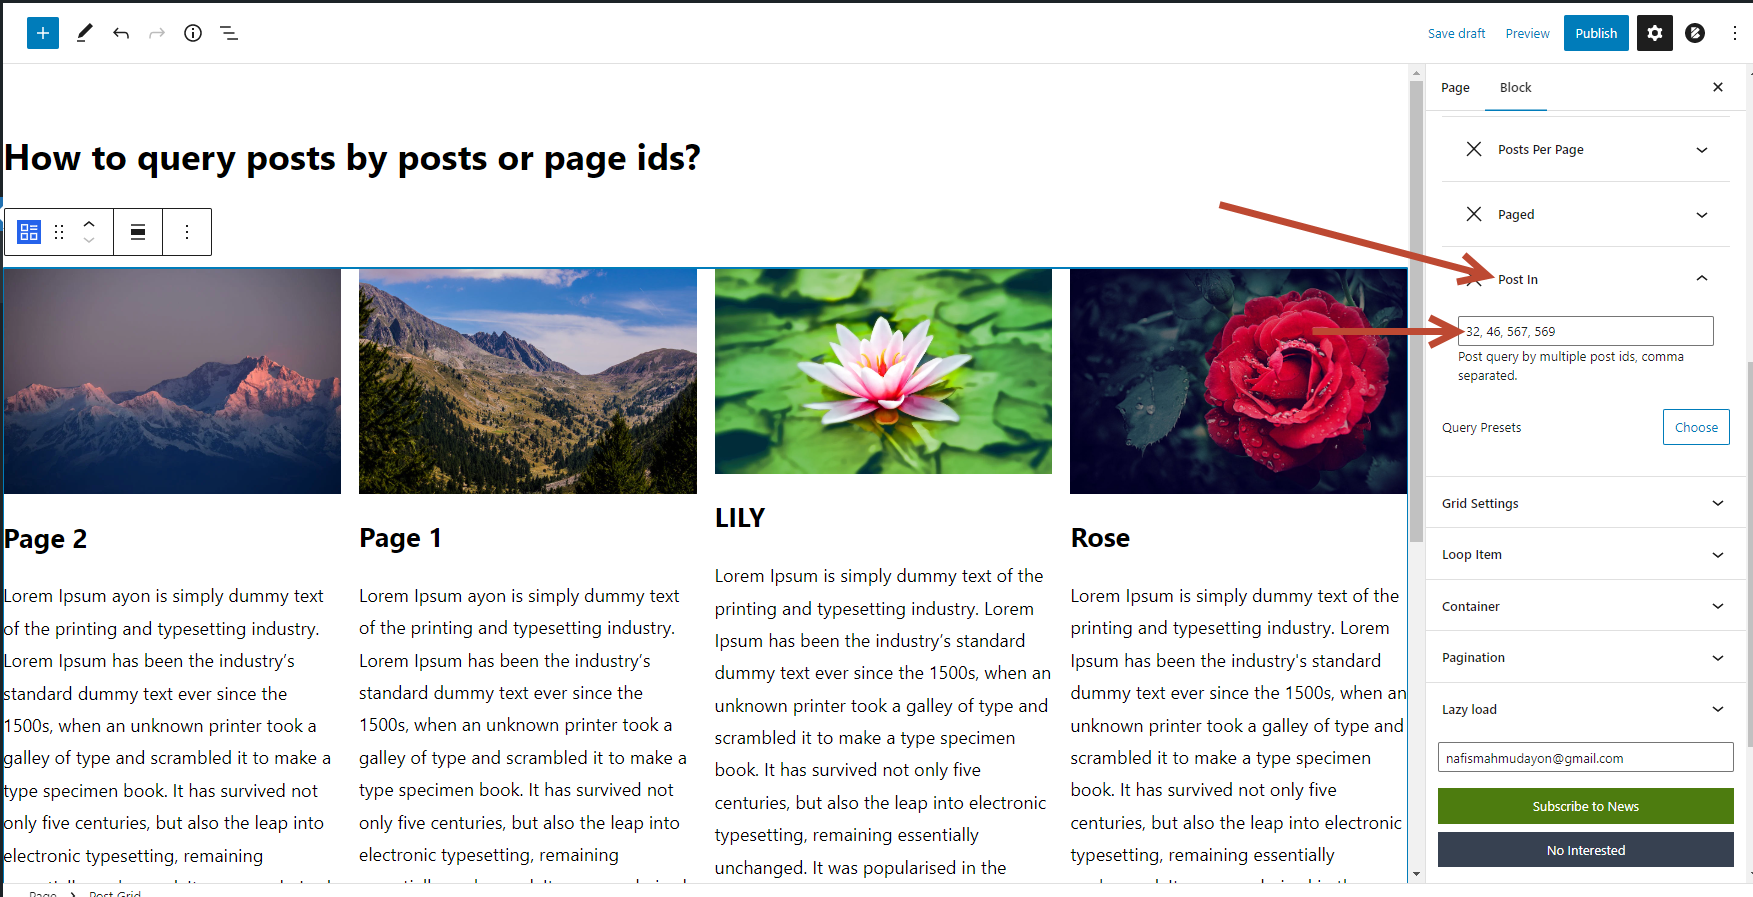 Save draft
Preview
Publish
Page
Block
Posts Per Page
Paged
Post In
32, 46, 567, 569
Post query by multiple post ids, comma
separated.
Query Presets
Choose
Grid Settings
Loop Item
Container
Pagination
Lazy load
nafismahmudayon@gmail.com
Subscribe to News
No Interested
How to query posts by posts or page ids?
Page 2
Lorem Ipsum ayon is simply dummy text
of the printing and typesetting industry.
Lorem Ipsum has been the industry’s
standard dummy text ever since the
1500s, when an unknown printer took a
galley of type and scrambled it to make a
type specimen book. It has survived not
only five centuries, but also the leap into
electronic typesetting, remaining
Page 1
Lorem Ipsum ayon is simply dummy text
of the printing and typesetting industry.
Lorem Ipsum has been the industry’s
standard dummy text ever since the
1500s, when an unknown printer took a
galley of type and scrambled it to make a
type specimen book. It has survived not
only five centuries, but also the leap into
electronic typesetting, remaining
LILY
Lorem Ipsum is simply dummy text of the
printing and typesetting industry. Lorem
Ipsum has been the industry’s standard
dummy text ever since the 1500s, when an
unknown printer took a galley of type and
scrambled it to make a type specimen
book. It has survived not only five
centuries, but also the leap into electronic
typesetting, remaining essentially
unchanged. It was popularised in the
Rose
Lorem Ipsum is simply dummy text of the
printing and typesetting industry. Lorem
Ipsum has been the industry's standard
dummy text ever since the 1500s, when an
unknown printer took a galley of type and
scrambled it to make a type specimen
book. It has survived not only five
centuries, but also the leap into electronic
typesetting, remaining essentially
Page
Post Grid